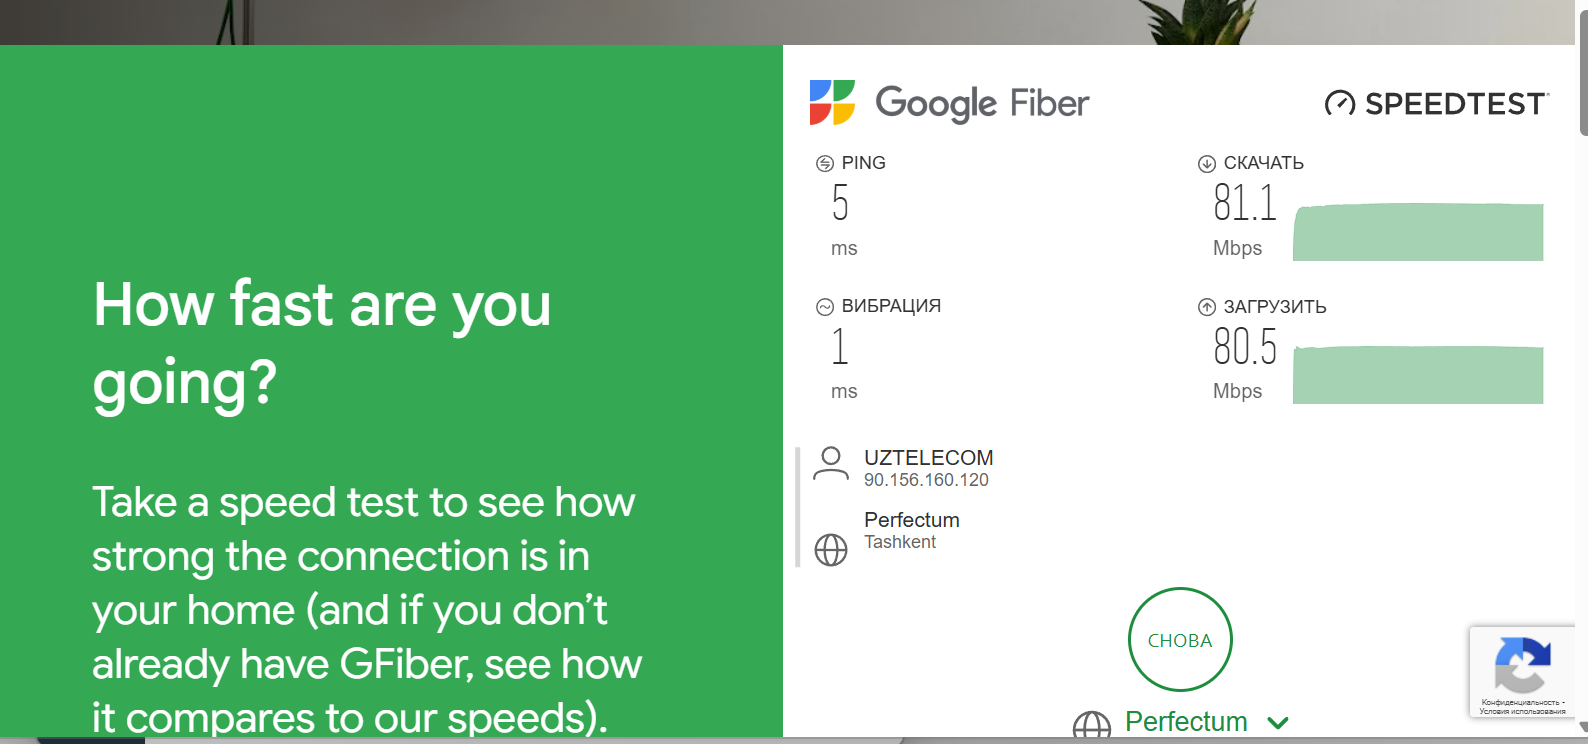 How fast are you
going?
Take a speed test to see how
strong the connection is in
your home (and if you don’t
already have GFiber, see how
it compares to our speeds).
Google Fiber
SPEEDTEST
PING
5
ms
СКАЧАТЬ
81.1
Mbps
ВИБРАЦИЯ
1
ms
ЗАГРУЗИТЬ
80.5
Mbps
UZTELECOM
90.156.160.120
Perfectum
Tashkent
СНОВА
Perfectum
Конфиденциальность -
Условия использования